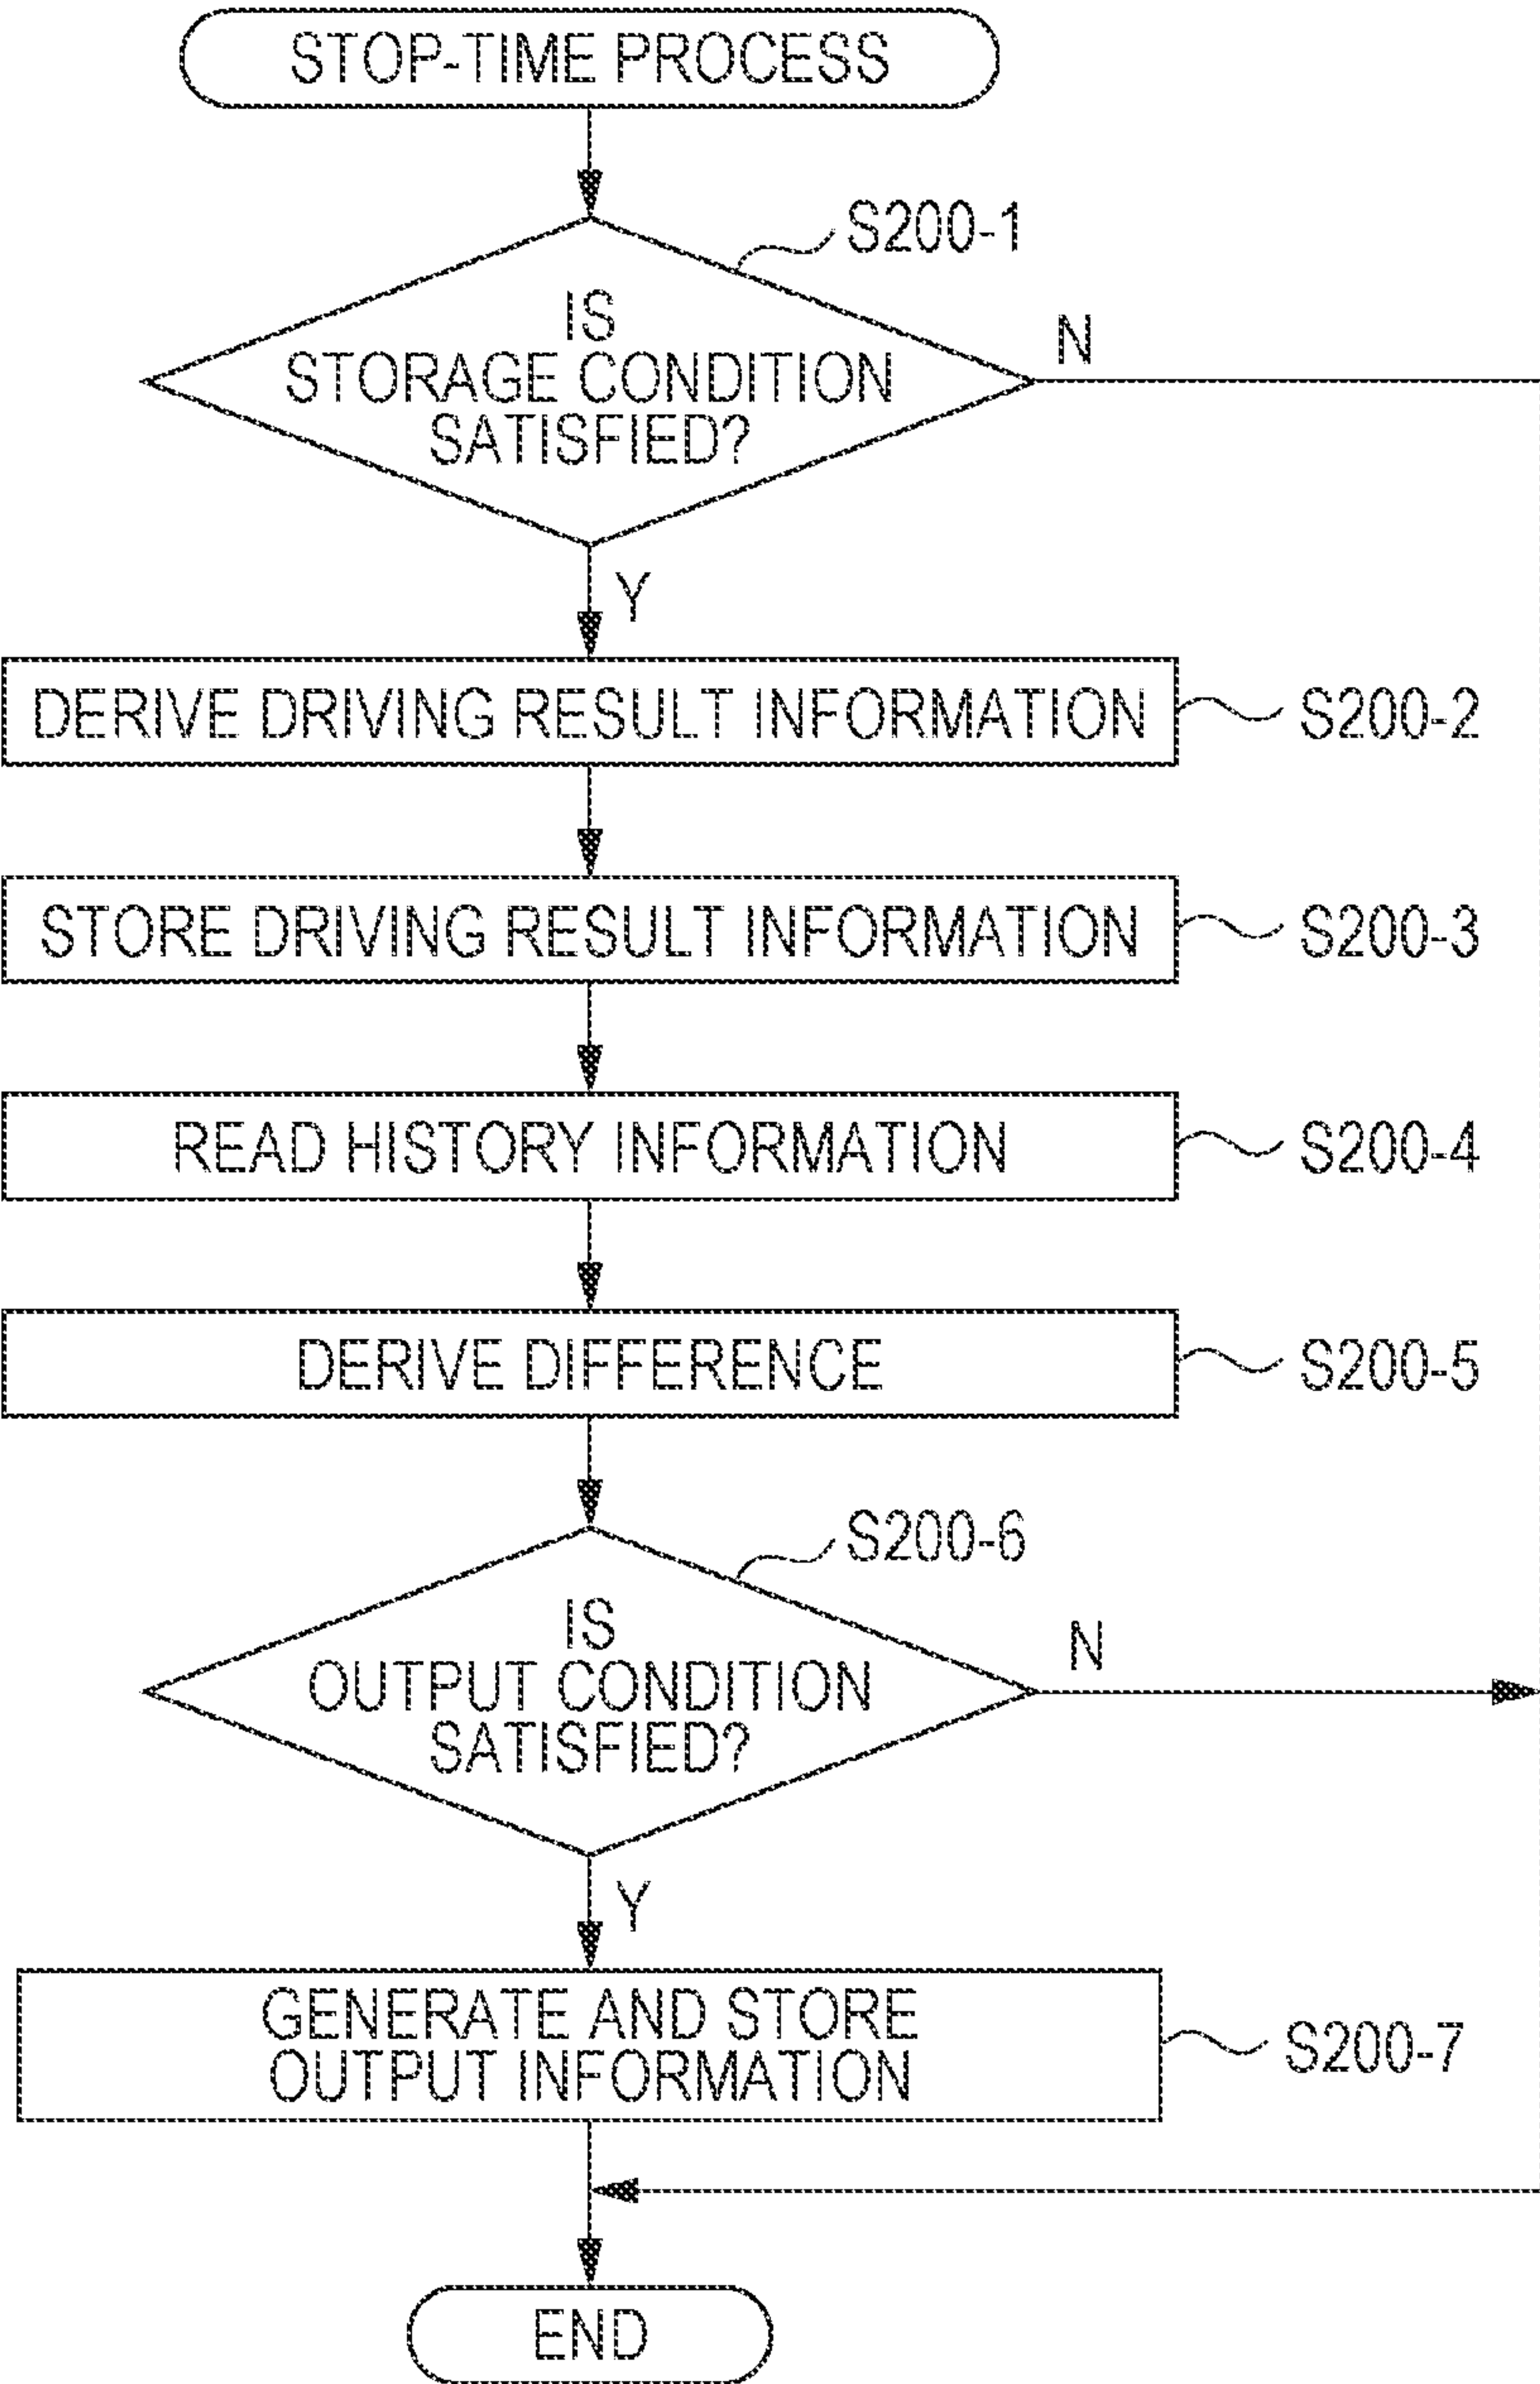 STOP-TIME PROCESS
S200-1
IS
STORAGE CONDITION
SATISFIED?
N
Y
DERIVE DRIVING RESULT INFORMATION
S200-2
STORE DRIVING RESULT INFORMATION
S200-3
READ HISTORY INFORMATION
S200-4
DERIVE DIFFERENCE
S200-5
S200-6
IS
OUTPUT CONDITION
SATISFIED?
N
Y
GENERATE AND STORE
OUTPUT INFORMATION
S200-7
END